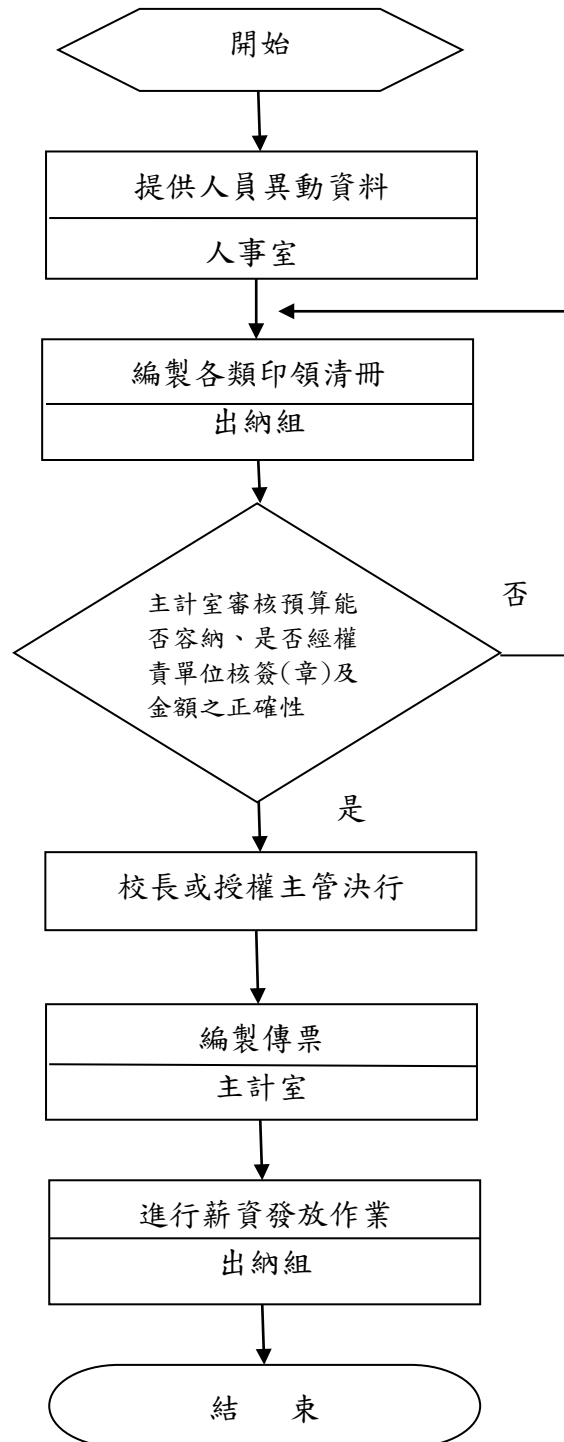 開始
提供人員異動資料
人事室
編製各類印領清冊
出納組
主計室審核預算能
否容納、是否經權
責單位核簽(章)及
金額之正確性
否
是
校長或授權主管決行
編製傳票
主計室
進行薪資發放作業
出納組
結 束